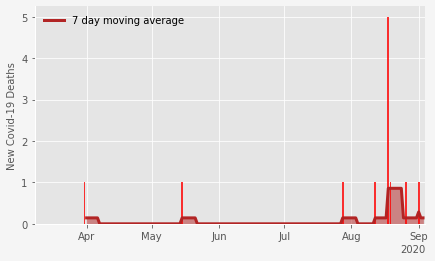 7 day moving average
New Covid-19 Deaths
5
4
3
2
1
0
Apr
May
Jun
Jul
Aug
Sep
2020